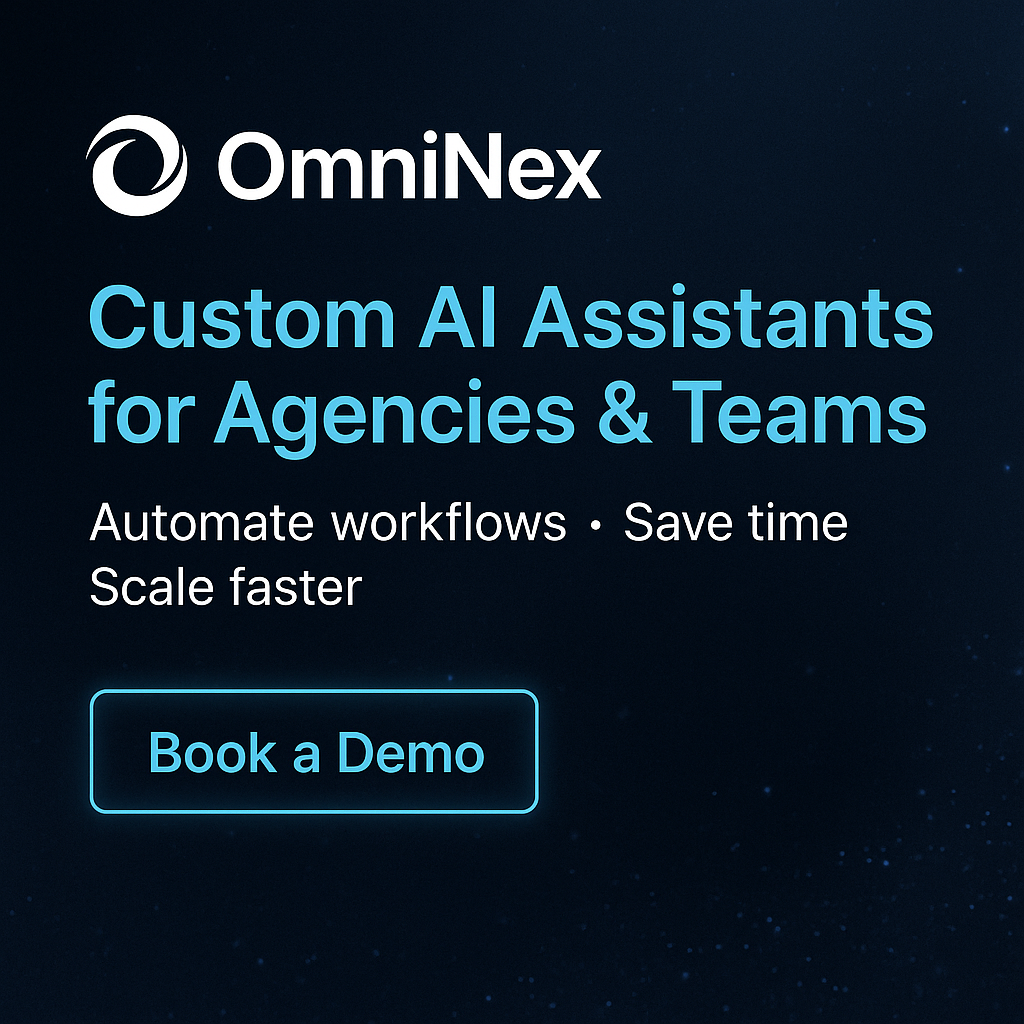 OmniNex
Custom AI Assistants
for Agencies & Teams
Automate workflows • Save time
Scale faster
Book a Demo